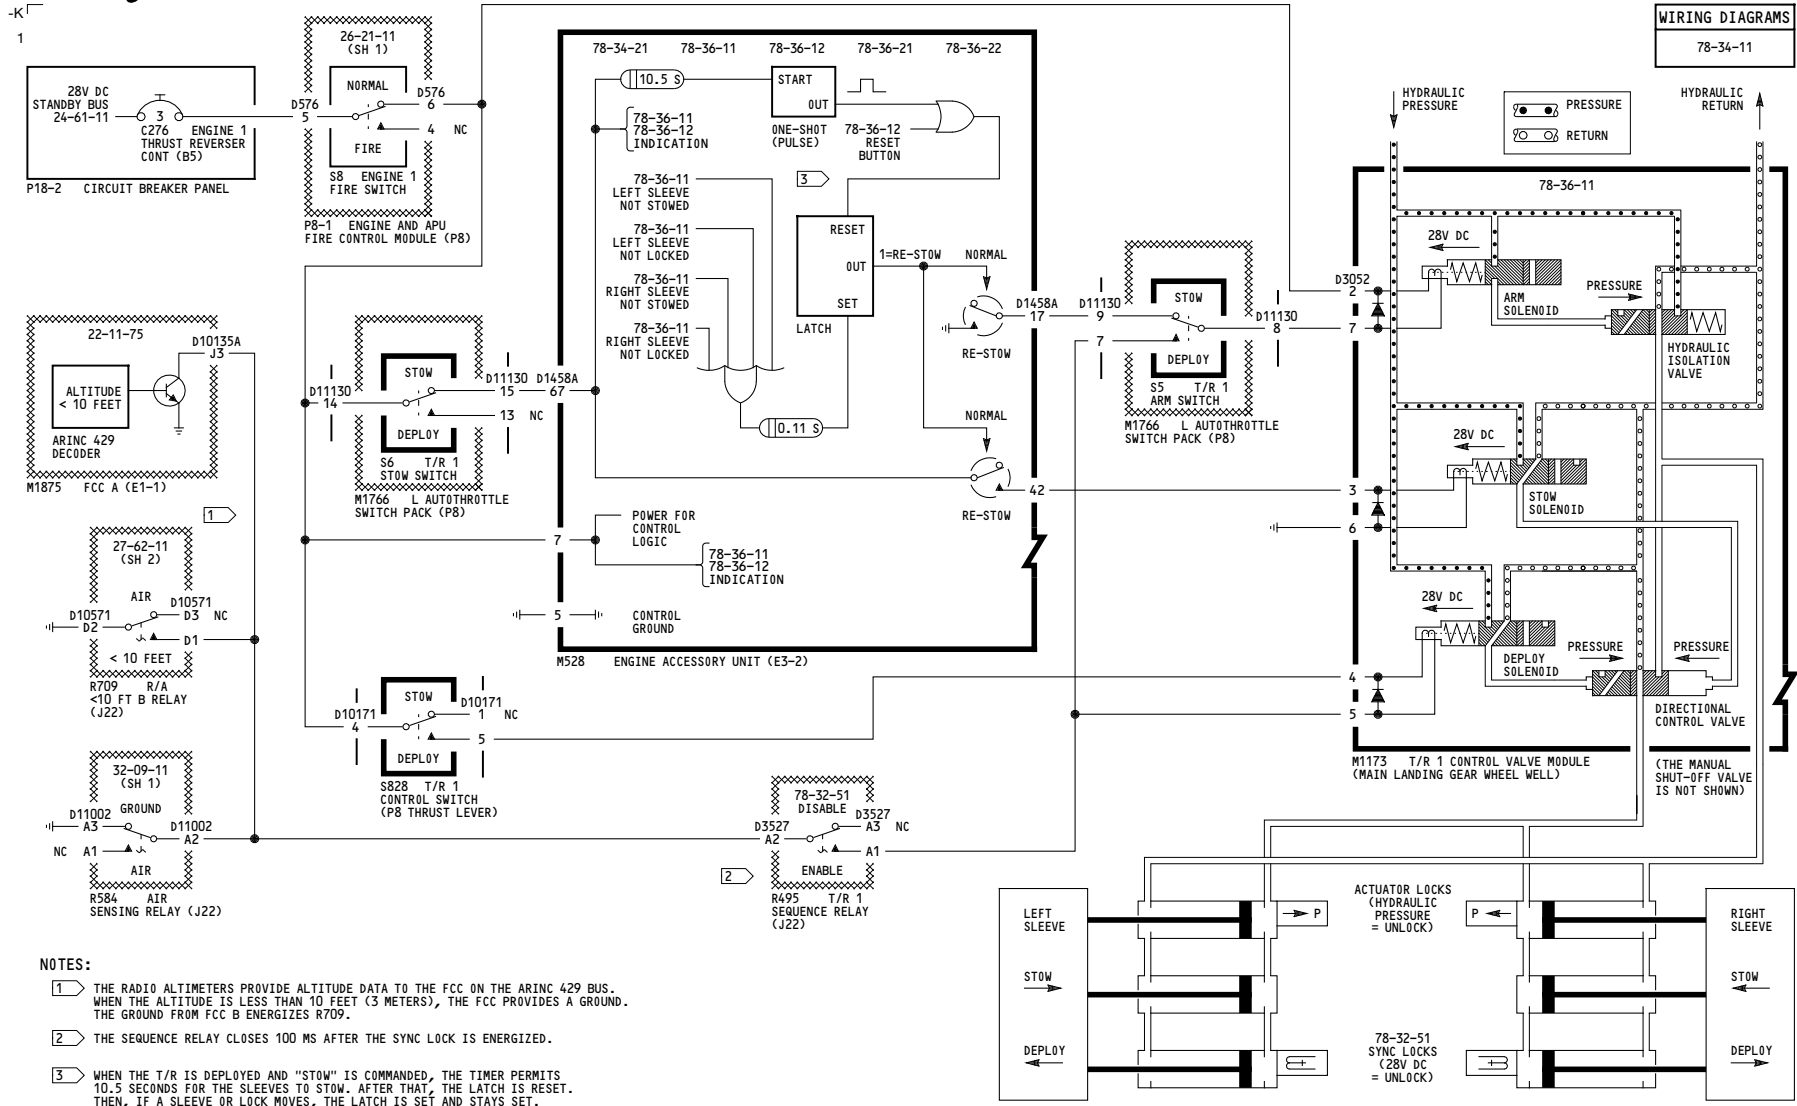 -K
1
WIRING DIAGRAMS
78-34-11
28V DC
STANDBY BUS
24-61-11
3
C276 ENGINE 1
THRUST REVERSER
CONT (B5)
P18-2 CIRCUIT BREAKER PANEL
26-21-11
(SH 1)
NORMAL
D576
5
D576
6
4 NC
FIRE
S8 ENGINE 1
FIRE SWITCH
P8-1 ENGINE AND APU
FIRE CONTROL MODULE (P8)
22-11-75
D10135A
J3
ALTITUDE
< 10 FEET
ARINC 429
DECODER
M1875 FCC A (E1-1)
1
27-62-11
(SH 2)
AIR
D10571
D2
D10571
D3 NC
D1
< 10 FEET
R709 R/A
<10 FT B RELAY
(J22)
32-09-11
(SH 1)
GROUND
D11002
A3
D11002
A2
NC A1
AIR
R584 AIR
SENSING RELAY (J22)
STOW
D11130
14
D11130
15
13 NC
DEPLOY
S6 T/R 1
STOW SWITCH
M1766 L AUTOTHROTTLE
SWITCH PACK (P8)
STOW
D10171
4
D10171
1 NC
5
DEPLOY
S828 T/R 1
CONTROL SWITCH
(P8 THRUST LEVER)
78-34-21 78-36-11 78-36-12 78-36-21 78-36-22
10.5 S
START
OUT
ONE-SHOT
(PULSE)
78-36-11
78-36-12
INDICATION
78-36-12
RESET
BUTTON
3
78-36-11
LEFT SLEEVE
NOT STOWED
78-36-11
LEFT SLEEVE
NOT LOCKED
78-36-11
RIGHT SLEEVE
NOT STOWED
78-36-11
RIGHT SLEEVE
NOT LOCKED
RESET
OUT
SET
LATCH
1=RE-STOW
NORMAL
RE-STOW
D1458A
17
D1458A
67
0.11 S
NORMAL
RE-STOW
42
7
POWER FOR
CONTROL
LOGIC
78-36-11
78-36-12
INDICATION
5
CONTROL
GROUND
M528 ENGINE ACCESSORY UNIT (E3-2)
78-32-51
DISABLE
D3527
A2
D3527
A3 NC
A1
ENABLE
2
R495 T/R 1
SEQUENCE RELAY
(J22)
D11130
9
7
STOW
D11130
8
DEPLOY
S5 T/R 1
ARM SWITCH
M1766 L AUTOTHROTTLE
SWITCH PACK (P8)
HYDRAULIC
PRESSURE
PRESSURE
RETURN
HYDRAULIC
RETURN
78-36-11
28V DC
D3052
2
7
ARM
SOLENOID
PRESSURE
HYDRAULIC
ISOLATION
VALVE
28V DC
3
6
STOW
SOLENOID
28V DC
4
5
DEPLOY
SOLENOID
PRESSURE
PRESSURE
DIRECTIONAL
CONTROL VALVE
M1173 T/R 1 CONTROL VALVE MODULE
(MAIN LANDING GEAR WHEEL WELL)
(THE MANUAL
SHUT-OFF VALVE
IS NOT SHOWN)
LEFT
SLEEVE
STOW
DEPLOY
P
ACTUATOR LOCKS
(HYDRAULIC
PRESSURE
= UNLOCK)
P
78-32-51
SYNC LOCKS
(28V DC
= UNLOCK)
RIGHT
SLEEVE
STOW
DEPLOY
NOTES:
1 THE RADIO ALTIMETERS PROVIDE ALTITUDE DATA TO THE FCC ON THE ARINC 429 BUS.
WHEN THE ALTITUDE IS LESS THAN 10 FEET (3 METERS), THE FCC PROVIDES A GROUND.
THE GROUND FROM FCC B ENERGIZES R709.
2 THE SEQUENCE RELAY CLOSES 100 MS AFTER THE SYNC LOCK IS ENERGIZED.
3 WHEN THE T/R IS DEPLOYED AND "STOW" IS COMMANDED, THE TIMER PERMITS
10.5 SECONDS FOR THE SLEEVES TO STOW. AFTER THAT, THE LATCH IS RESET.
THEN, IF A SLEEVE OR LOCK MOVES, THE LATCH IS SET AND STAYS SET.